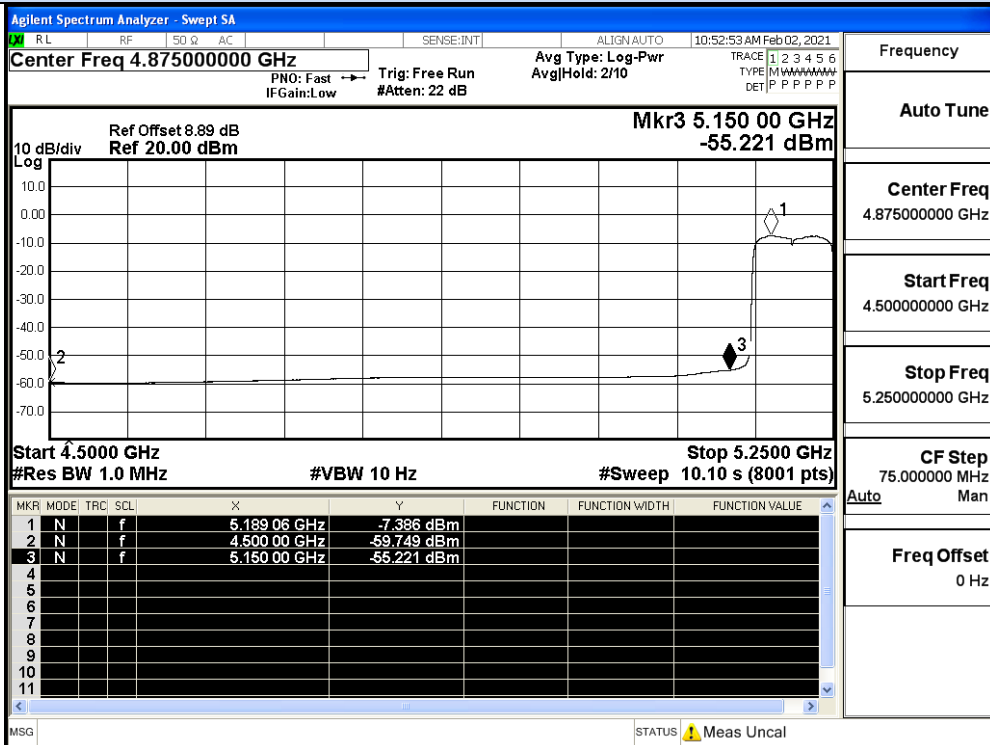 Agilent Spectrum Analyzer - Swept SA
LXI RL RF 50 Ω AC SENSE:INT ALIGN AUTO 10:52:53 AM Feb 02, 2021
Center Freq 4.875000000 GHz
PNO: Fast
IFGain:Low
Trig: Free Run
#Atten: 22 dB
Avg Type: Log-Pwr
Avg|Hold: 2/10
TRACE 1 2 3 4 5 6
TYPE M WWWWW
DET P P P P P P
Mkr3 5.150 00 GHz
-55.221 dBm
Ref Offset 8.89 dB
10 dB/div Ref 20.00 dBm
Log
10.0
0.00
-10.0
-20.0
-30.0
-40.0
-50.0
-60.0
-70.0
1
2
3
Start 4.5000 GHz Stop 5.2500 GHz
#Res BW 1.0 MHz #VBW 10 Hz #Sweep 10.10 s (8001 pts)
MKR MODE TRC SCL X Y FUNCTION FUNCTION WIDTH FUNCTION VALUE
1 N f 5.189 06 GHz -7.386 dBm
2 N f 4.500 00 GHz -59.749 dBm
3 N f 5.150 00 GHz -55.221 dBm
4
5
6
7
8
9
10
11
MSG STATUS Meas Uncal
Frequency
Auto Tune
Center Freq
4.875000000 GHz
Start Freq
4.500000000 GHz
Stop Freq
5.250000000 GHz
CF Step
75.000000 MHz
Auto Man
Freq Offset
0 Hz